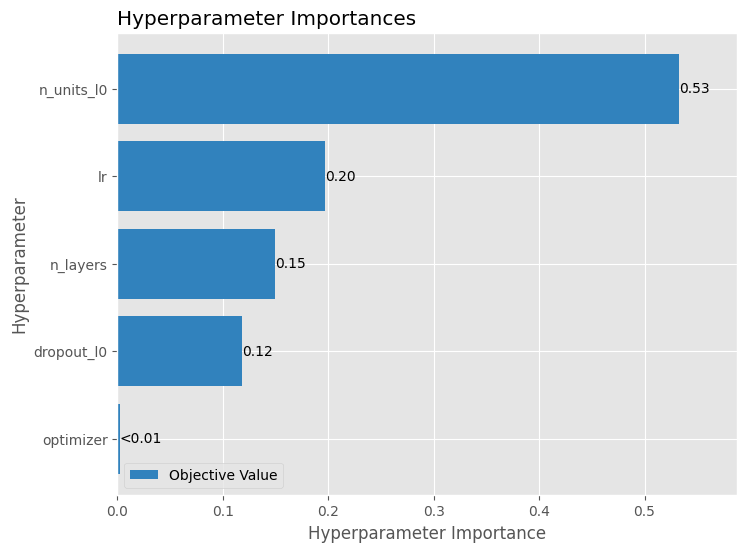 Hyperparameter Importances
n_units_l0
0.53
lr
0.20
n_layers
0.15
dropout_l0
0.12
optimizer
<0.01
Objective Value
0.0
0.1
0.2
0.3
0.4
0.5
Hyperparameter Importance
Hyperparameter